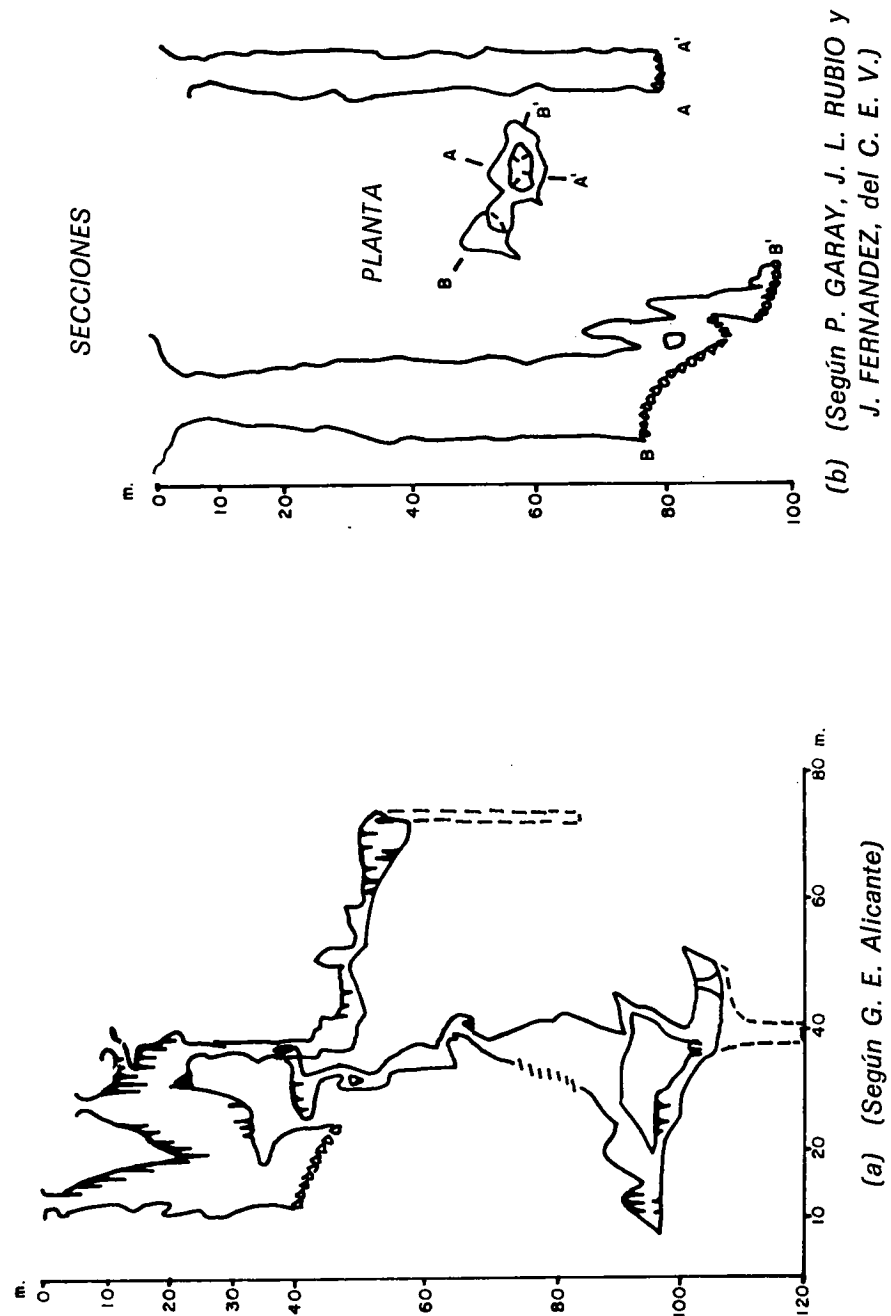 SECCIONES
PLANTA
m.
0
10
20
40
60
80
100
120
10
20
40
60
80 m.
(a) (Según G. E. Alicante)
m.
0
10
20
40
60
80
100
B
B'
A
A'
B
B'
A
A'
(b) (Según P. GARAY, J. L. RUBIO y
J. FERNANDEZ, del C. E. V.)